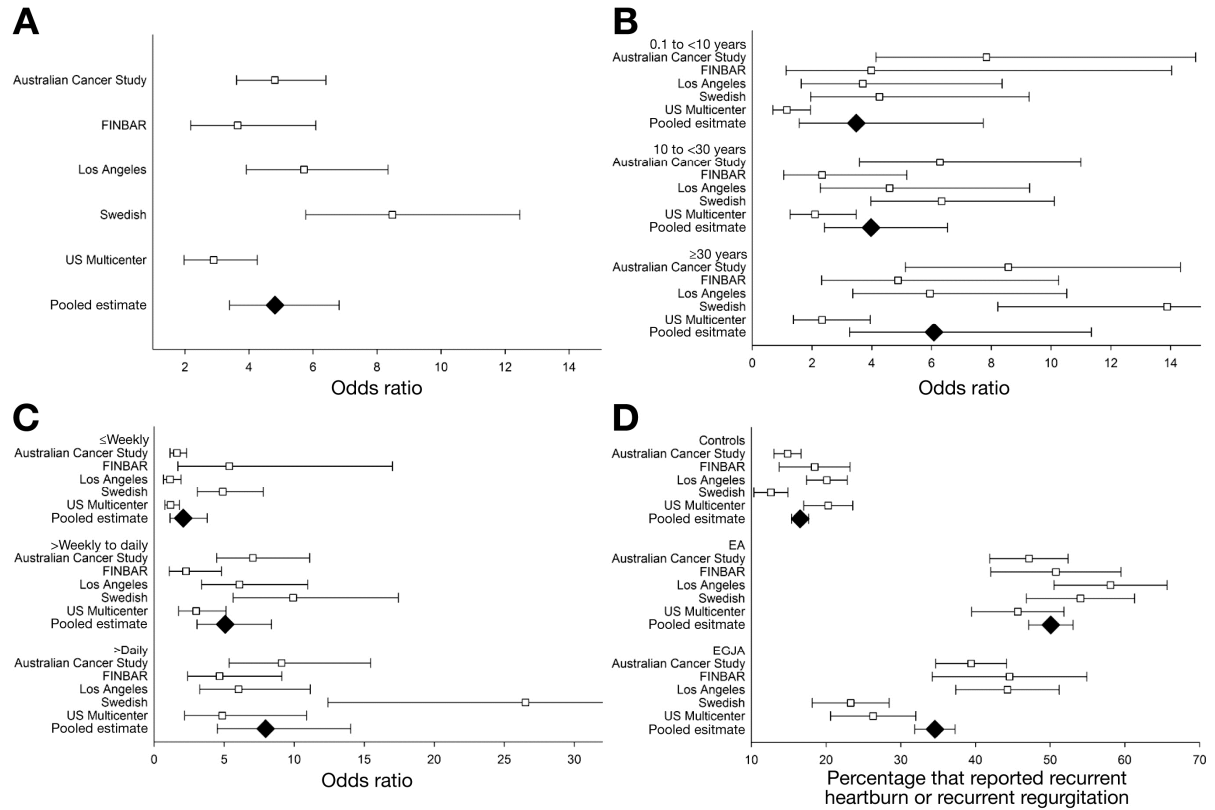 A
Australian Cancer Study
FINBAR
Los Angeles
Swedish
US Multicenter
Pooled estimate
2 4 6 8 10 12 14
Odds ratio
B
0.1 to <10 years
Australian Cancer Study
FINBAR
Los Angeles
Swedish
US Multicenter
Pooled esitmate
10 to <30 years
Australian Cancer Study
FINBAR
Los Angeles
Swedish
US Multicenter
Pooled esitmate
≥30 years
Australian Cancer Study
FINBAR
Los Angeles
Swedish
US Multicenter
Pooled esitmate
0 2 4 6 8 10 12 14
Odds ratio
C
≤Weekly
Australian Cancer Study
FINBAR
Los Angeles
Swedish
US Multicenter
Pooled estimate
>Weekly to daily
Australian Cancer Study
FINBAR
Los Angeles
Swedish
US Multicenter
Pooled estimate
>Daily
Australian Cancer Study
FINBAR
Los Angeles
Swedish
US Multicenter
Pooled estimate
0 5 10 15 20 25 30
Odds ratio
D
Controls
Australian Cancer Study
FINBAR
Los Angeles
Swedish
US Multicenter
Pooled esitmate
EA
Australian Cancer Study
FINBAR
Los Angeles
Swedish
US Multicenter
Pooled esitmate
EGJA
Australian Cancer Study
FINBAR
Los Angeles
Swedish
US Multicenter
Pooled esitmate
10 20 30 40 50 60 70
Percentage that reported recurrent
heartburn or recurrent regurgitation